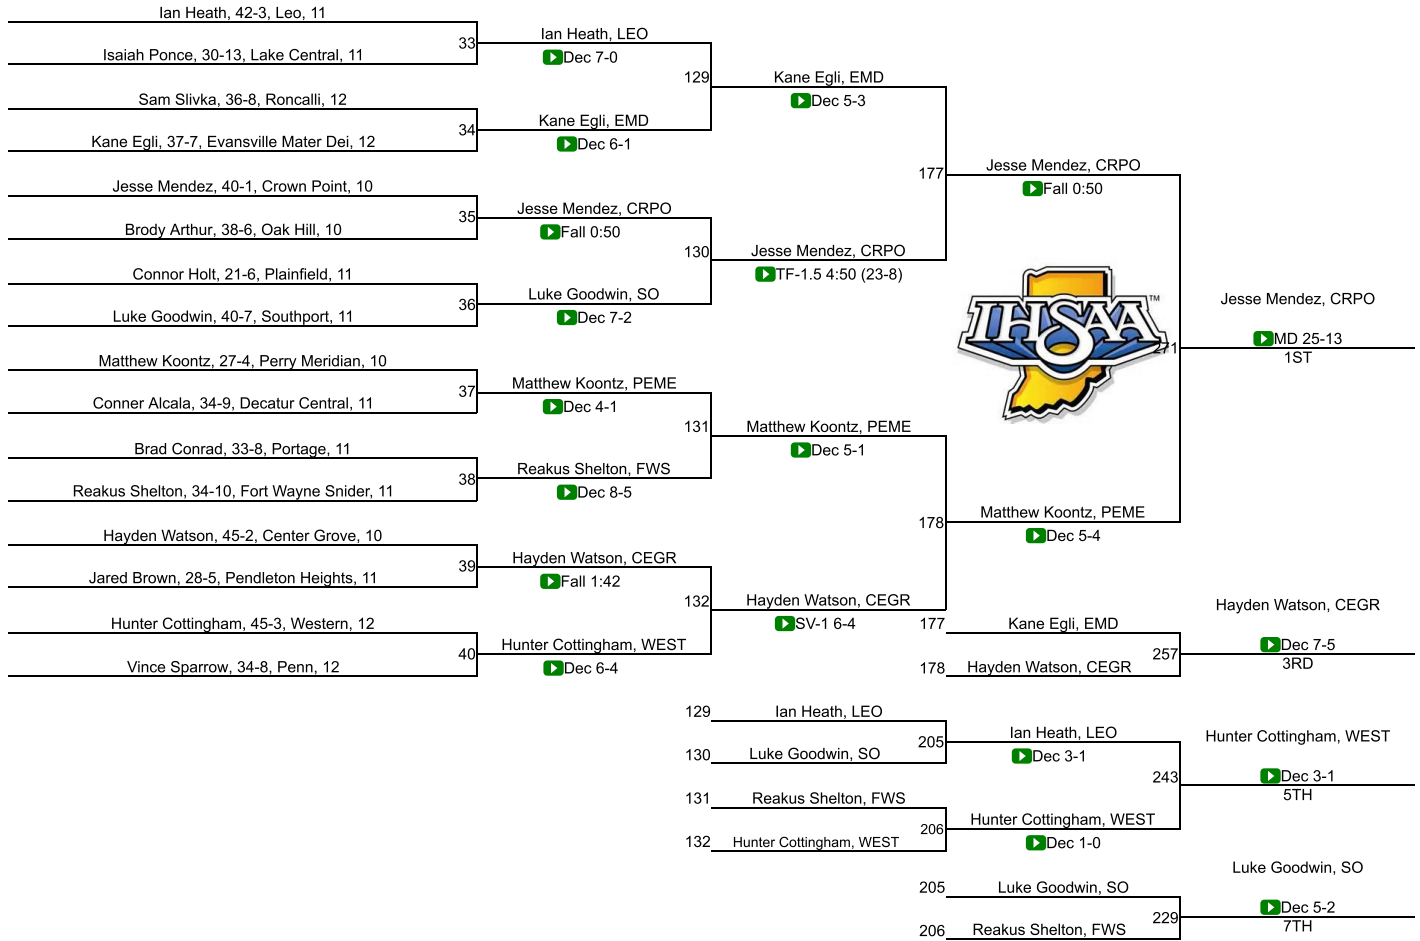 Ian Heath, 42-3, Leo, 11
33
Isaiah Ponce, 30-13, Lake Central, 11
Ian Heath, LEO
Dec 7-0
129
Sam Slivka, 36-8, Roncalli, 12
34
Kane Egli, 37-7, Evansville Mater Dei, 12
Kane Egli, EMD
Dec 6-1
Kane Egli, EMD
Dec 5-3
177
Jesse Mendez, 40-1, Crown Point, 10
35
Brody Arthur, 38-6, Oak Hill, 10
Jesse Mendez, CRPO
Fall 0:50
130
Connor Holt, 21-6, Plainfield, 11
36
Luke Goodwin, 40-7, Southport, 11
Luke Goodwin, SO
Dec 7-2
Jesse Mendez, CRPO
TF-1.5 4:50 (23-8)
Jesse Mendez, CRPO
Fall 0:50
IHSAA
TM
271
Jesse Mendez, CRPO
MD 25-13
1ST
Matthew Koontz, 27-4, Perry Meridian, 10
37
Conner Alcala, 34-9, Decatur Central, 11
Matthew Koontz, PEME
Dec 4-1
131
Brad Conrad, 33-8, Portage, 11
38
Reakus Shelton, 34-10, Fort Wayne Snider, 11
Reakus Shelton, FWS
Dec 8-5
Matthew Koontz, PEME
Dec 5-1
178
Matthew Koontz, PEME
Dec 5-4
Hayden Watson, 45-2, Center Grove, 10
39
Jared Brown, 28-5, Pendleton Heights, 11
Hayden Watson, CEGR
Fall 1:42
132
Hunter Cottingham, 45-3, Western, 12
40
Vince Sparrow, 34-8, Penn, 12
Hunter Cottingham, WEST
Dec 6-4
Hayden Watson, CEGR
SV-1 6-4
177
Kane Egli, EMD
178
Hayden Watson, CEGR
257
Hayden Watson, CEGR
Dec 7-5
3RD
129
Ian Heath, LEO
130
Luke Goodwin, SO
205
Ian Heath, LEO
Dec 3-1
131
Reakus Shelton, FWS
132
Hunter Cottingham, WEST
206
Hunter Cottingham, WEST
Dec 1-0
243
Hunter Cottingham, WEST
Dec 3-1
5TH
205
Luke Goodwin, SO
206
Reakus Shelton, FWS
229
Luke Goodwin, SO
Dec 5-2
7TH